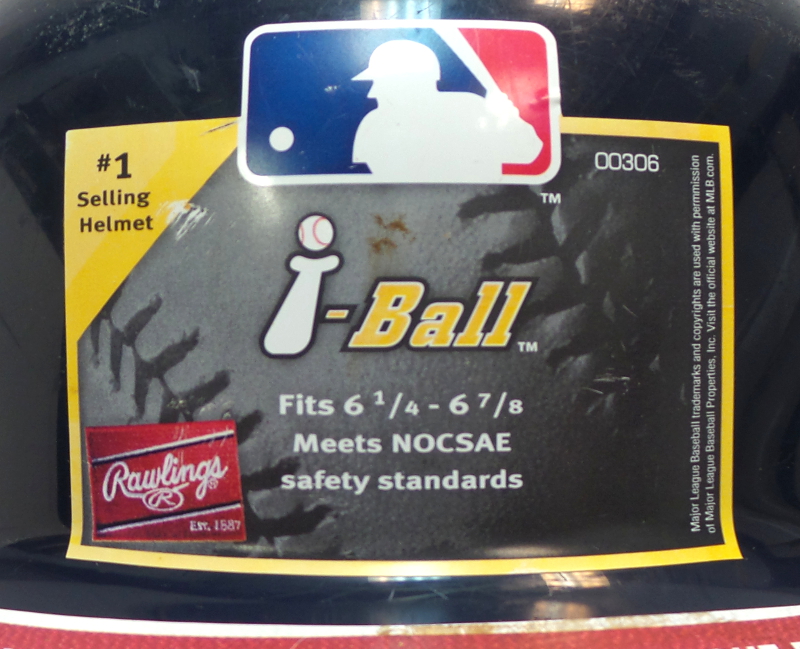 #1
Selling
Helmet
00306
TM
i-Ball TM
Fits 6 1/4 - 6 7/8
Meets NOCSAE
safety standards
Rawlings®
R
EST. 1887
Major League Baseball trademarks and copyrights are used with permmission
of Major League Baseball Properties, Inc. Visit the official website at MLB.com.